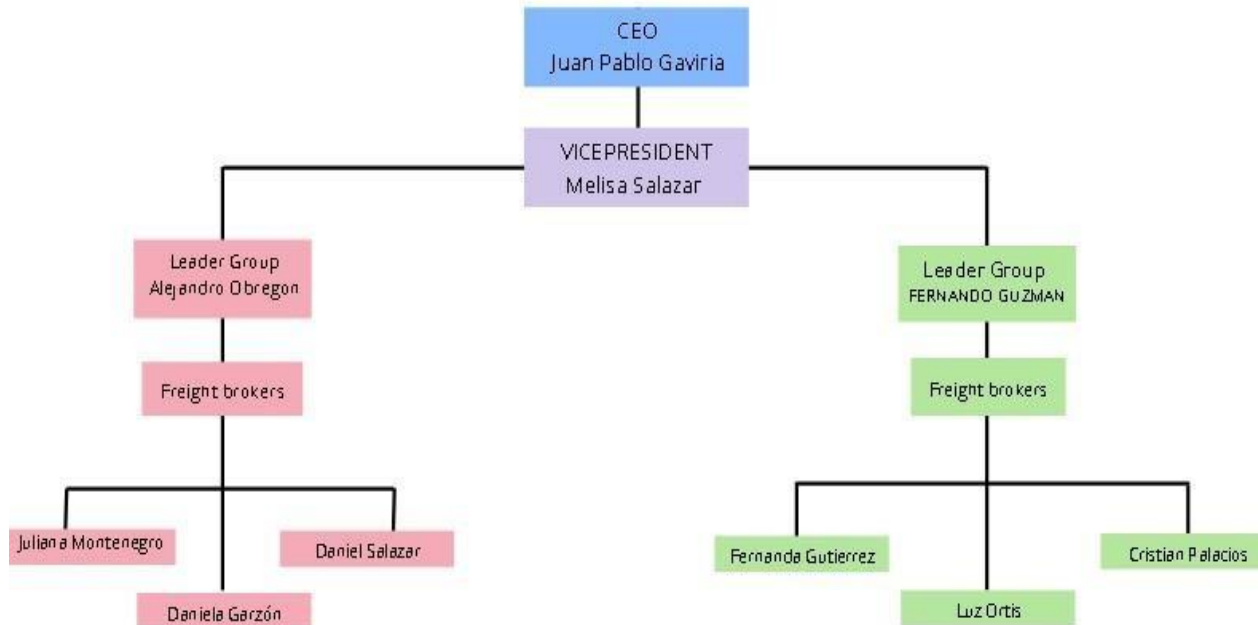 CEO
Juan Pablo Gaviria
VICEPRESIDENT
Melisa Salazar
Leader Group
Alejandro Obregon
Leader Group
FERNANDO GUZMAN
Freight brokers
Freight brokers
Juliana Montenegro
Daniel Salazar
Daniela Garzón
Fernanda Gutierrez
Cristian Palacios
Luz Ortis